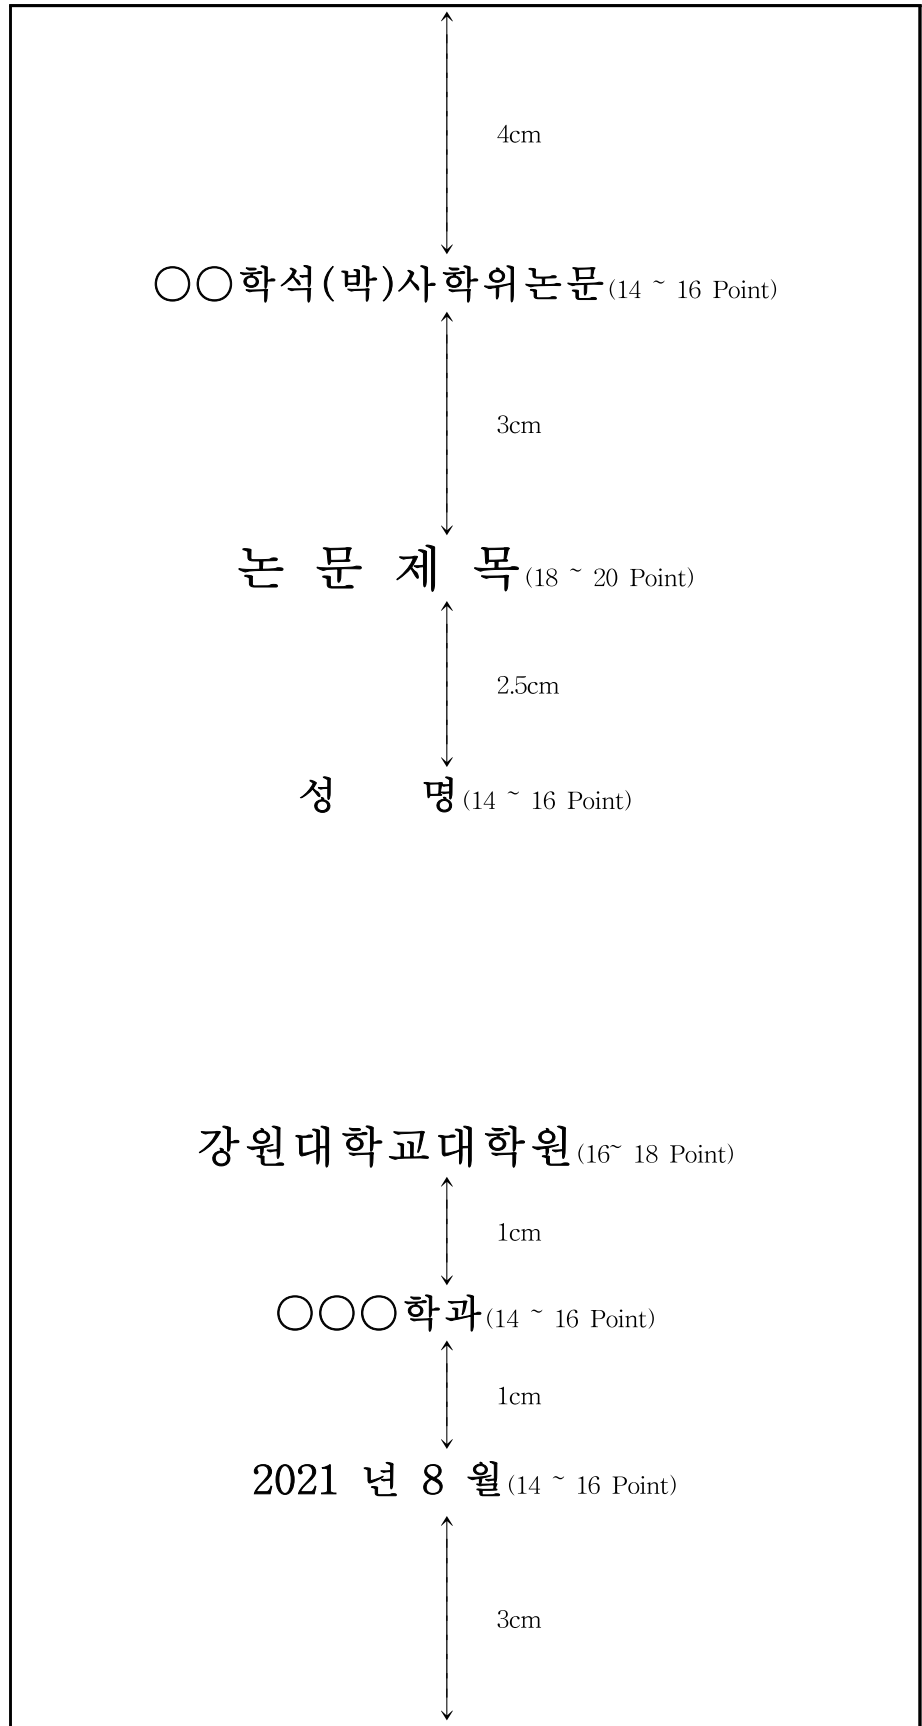 4cm
○○학석(박)사학위논문(14 ~ 16 Point)
3cm
논 문 제 목(18 ~ 20 Point)
2.5cm
성 명(14 ~ 16 Point)
강원대학교대학원(16~ 18 Point)
1cm
○○○학과(14 ~ 16 Point)
1cm
2021 년 8 월(14 ~ 16 Point)
3cm